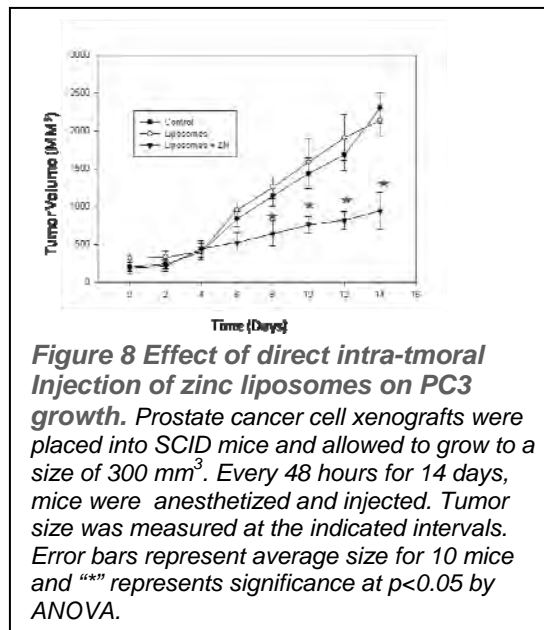 3000
2500
2000
1500
1000
500
0
Tumor Volume (MM³)
Control
Liposomes
Liposomes + ZN
0 2 4 6 8 10 12 14 16
Time (Days)
Figure 8 Effect of direct intra-tmoral
Injection of zinc liposomes on PC3
growth. Prostate cancer cell xenografts were
placed into SCID mice and allowed to grow to a
size of 300 mm³. Every 48 hours for 14 days,
mice were anesthetized and injected. Tumor
size was measured at the indicated intervals.
Error bars represent average size for 10 mice
and “*” represents significance at p<0.05 by
ANOVA.